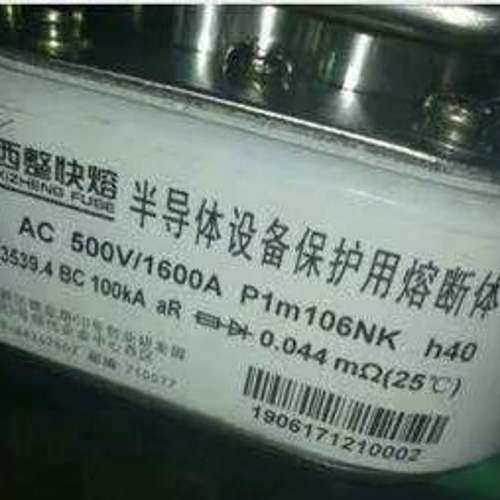 西整快熔
XIZHENG FUSE
半导体设备保护用熔断体
AC 500V/1600A P1m106NK h40
3539.4 BC 100kA aR 0.044 mΩ(25℃)
710077
1906171210002